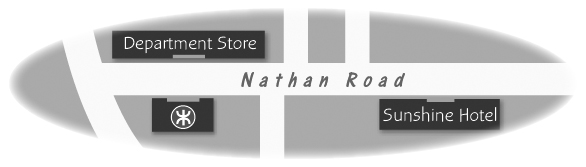 Department Store
Nathan Road
Sunshine Hotel